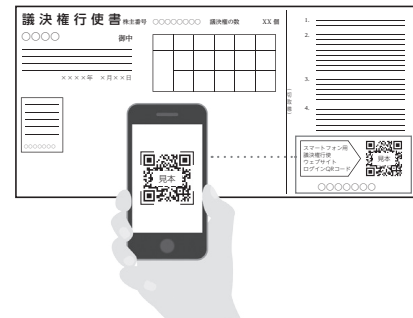 議決権行使書 株主番号 ○○○○○○○○ 議決権の数 XX 個
○○○○ 御中
××××年 ×月××日
○○○○○○○
見本
1.
2.
3.
4.
スマートフォン用
議決権行使
ウェブサイト
ログインQRコード
見本
○○○○○○○